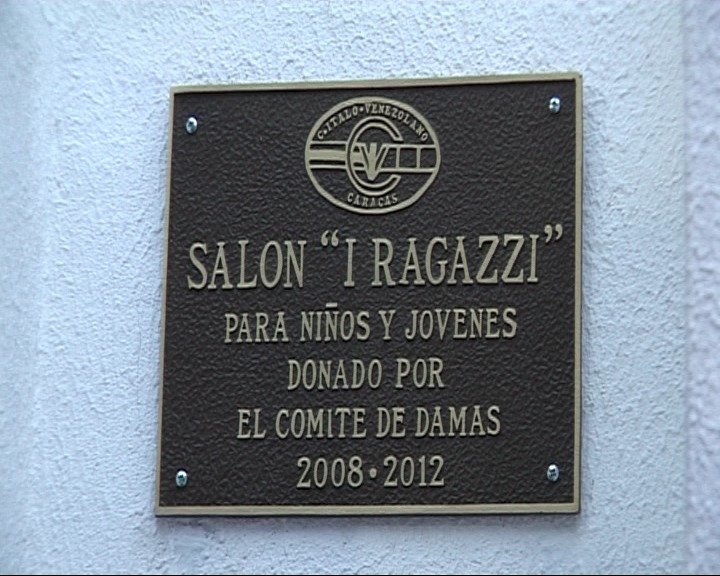 C·ITALO·VENEZOLANO
CARACAS
SALON "I RAGAZZI"
PARA NIÑOS Y JOVENES
DONADO POR
EL COMITE DE DAMAS
2008·2012